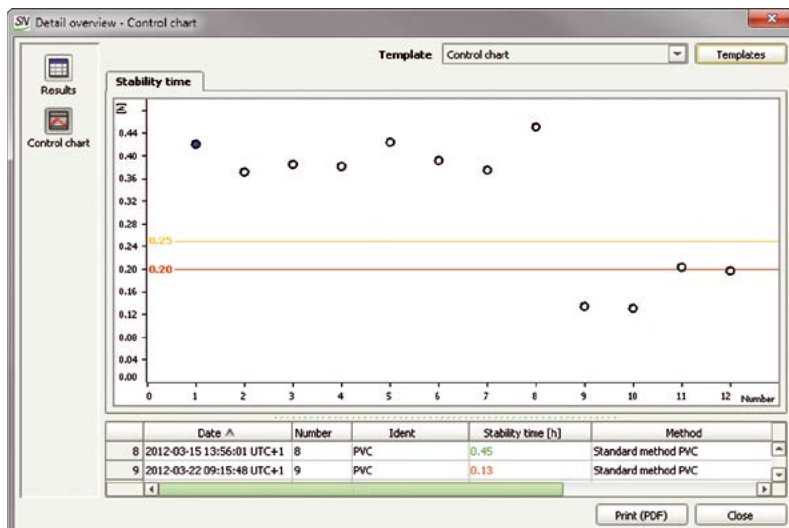 SN Detail overview - Control chart
Template Control chart Templates
Results
Control chart
Stability time
[h]
0.44
0.40
0.36
0.32
0.28
0.25
0.24
0.20 0.20
0.16
0.12
0.08
0.04
0.00
0 1 2 3 4 5 6 7 8 9 10 11 12 Number
Date Number Ident Stability time [h] Method
8 2012-03-15 13:56:01 UTC+1 8 PVC 0.45 Standard method PVC
9 2012-03-22 09:15:48 UTC+1 9 PVC 0.13 Standard method PVC
Print (PDF) Close